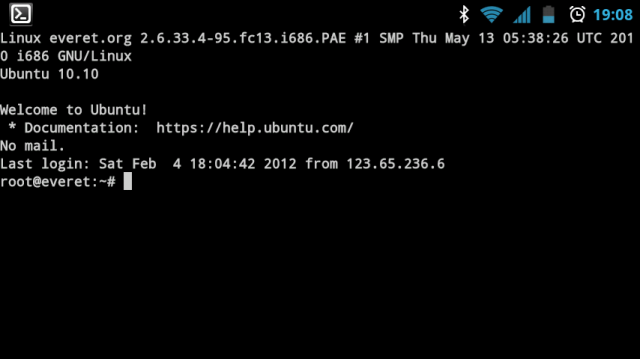 19:08
Linux everet.org 2.6.33.4-95.fc13.i686.PAE #1 SMP Thu May 13 05:38:26 UTC 201
0 i686 GNU/Linux
Ubuntu 10.10
Welcome to Ubuntu!
 * Documentation:  https://help.ubuntu.com/
No mail.
Last login: Sat Feb  4 18:04:42 2012 from 123.65.236.6
root@everet:~#